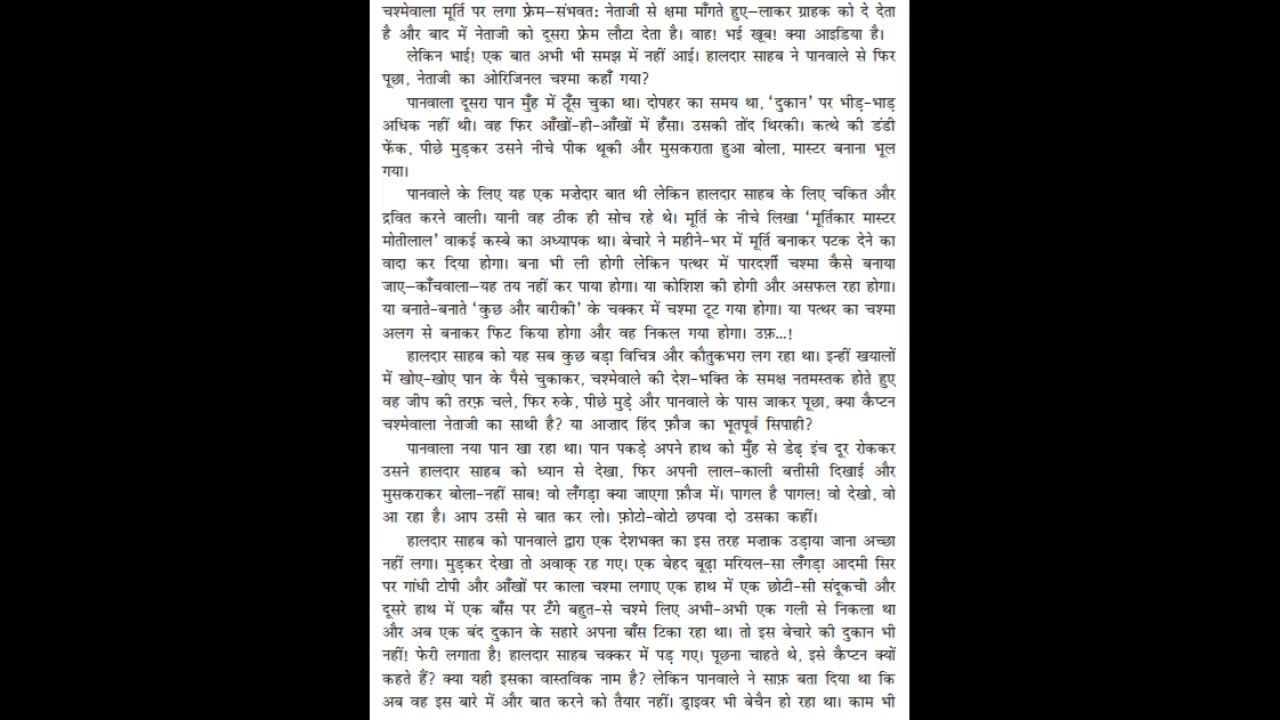 चश्मेवाला मूर्ति पर लगा फ्रेम—संभवत: नेताजी से क्षमा माँगते हुए—लाकर ग्राहक को दे देता
है और बाद में नेताजी को दूसरा फ्रेम लौटा देता है। वाह! भई खूब! क्या आइडिया है।
लेकिन भाई! एक बात अभी भी समझ में नहीं आई। हालदार साहब ने पानवाले से फिर
पूछा, नेताजी का ओरिजिनल चश्मा कहाँ गया?
पानवाला दूसरा पान मुँह में ठूँस चुका था। दोपहर का समय था, 'दुकान' पर भीड़-भाड़
अधिक नहीं थी। वह फिर आँखों-ही-आँखों में हँसा। उसकी तोंद थिरकी। कत्थे की डंडी
फेंक, पीछे मुड़कर उसने नीचे पीक थूकी और मुसकराता हुआ बोला, मास्टर बनाना भूल
गया।
पानवाले के लिए यह एक मज़ेदार बात थी लेकिन हालदार साहब के लिए चकित और
द्रवित करने वाली। यानी वह ठीक ही सोच रहे थे। मूर्ति के नीचे लिखा 'मूर्तिकार मास्टर
मोतीलाल' वाकई कस्बे का अध्यापक था। बेचारे ने महीने-भर में मूर्ति बनाकर पटक देने का
वादा कर दिया होगा। बना भी ली होगी लेकिन पत्थर में पारदर्शी चश्मा कैसे बनाया
जाए—काँचवाला—यह तय नहीं कर पाया होगा। या कोशिश की होगी और असफल रहा होगा।
या बनाते-बनाते 'कुछ और बारीकी' के चक्कर में चश्मा टूट गया होगा। या पत्थर का चश्मा
अलग से बनाकर फिट किया होगा और वह निकल गया होगा। उफ़...!
हालदार साहब को यह सब कुछ बड़ा विचित्र और कौतुकभरा लग रहा था। इन्हीं खयालों
में खोए-खोए पान के पैसे चुकाकर, चश्मेवाले की देश-भक्ति के समक्ष नतमस्तक होते हुए
वह जीप की तरफ़ चले, फिर रुके, पीछे मुड़े और पानवाले के पास जाकर पूछा, क्या कैप्टन
चश्मेवाला नेताजी का साथी है? या आज़ाद हिंद फ़ौज का भूतपूर्व सिपाही?
पानवाला नया पान खा रहा था। पान पकड़े अपने हाथ को मुँह से डेढ़ इंच दूर रोककर
उसने हालदार साहब को ध्यान से देखा, फिर अपनी लाल-काली बत्तीसी दिखाई और
मुसकराकर बोला-नहीं साब! वो लँगड़ा क्या जाएगा फ़ौज में। पागल है पागल! वो देखो, वो
आ रहा है। आप उसी से बात कर लो। फ़ोटो-वोटो छपवा दो उसका कहीं।
हालदार साहब को पानवाले द्वारा एक देशभक्त का इस तरह मज़ाक उड़ाया जाना अच्छा
नहीं लगा। मुड़कर देखा तो अवाक् रह गए। एक बेहद बूढ़ा मरियल-सा लँगड़ा आदमी सिर
पर गांधी टोपी और आँखों पर काला चश्मा लगाए एक हाथ में एक छोटी-सी संदूकची और
दूसरे हाथ में एक बाँस पर टँगे बहुत-से चश्मे लिए अभी-अभी एक गली से निकला था
और अब एक बंद दुकान के सहारे अपना बाँस टिका रहा था। तो इस बेचारे की दुकान भी
नहीं! फेरी लगाता है! हालदार साहब चक्कर में पड़ गए। पूछना चाहते थे, इसे कैप्टन क्यों
कहते हैं? क्या यही इसका वास्तविक नाम है? लेकिन पानवाले ने साफ़ बता दिया था कि
अब वह इस बारे में और बात करने को तैयार नहीं। ड्राइवर भी बेचैन हो रहा था। काम भी